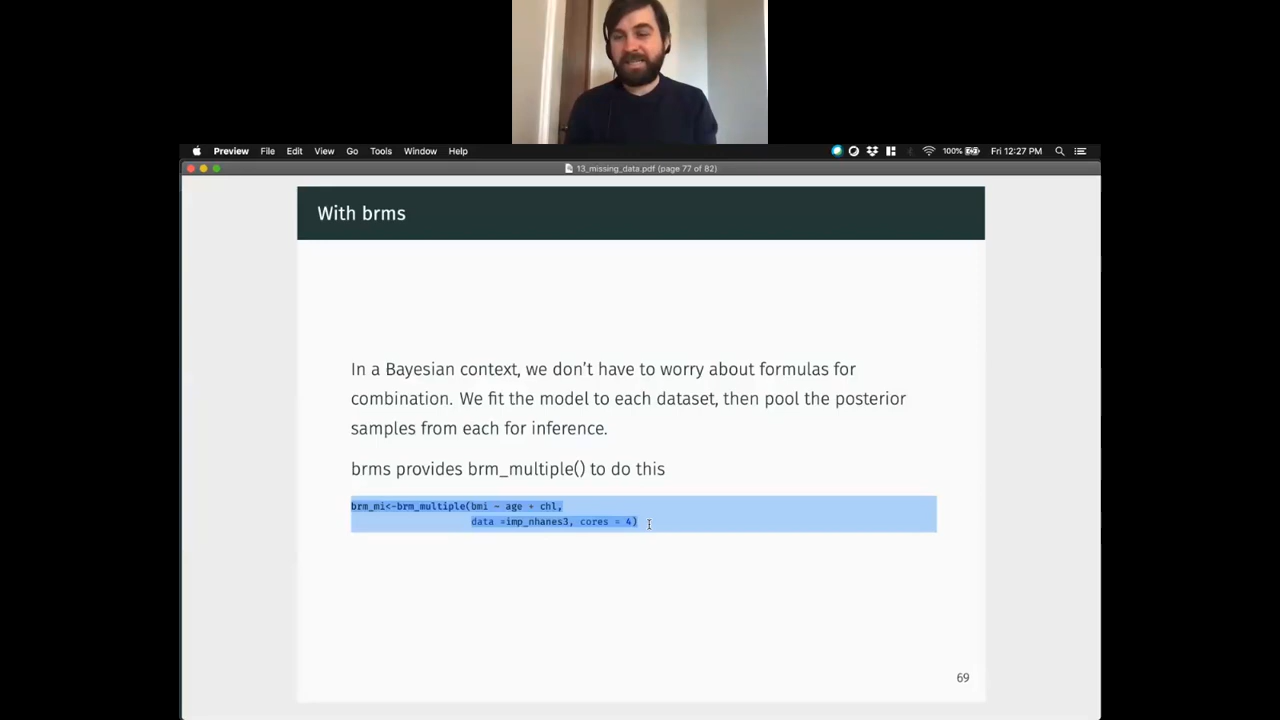 Preview File Edit View Go Tools Window Help 100% Fri 12:27 PM
13_missing_data.pdf (page 77 of 82)
With brms
In a Bayesian context, we don't have to worry about formulas for
combination. We fit the model to each dataset, then pool the posterior
samples from each for inference.
brms provides brm_multiple() to do this
brm_mi<-brm_multiple(bmi ~ age + chl,
data =imp_nhanes3, cores = 4)
69